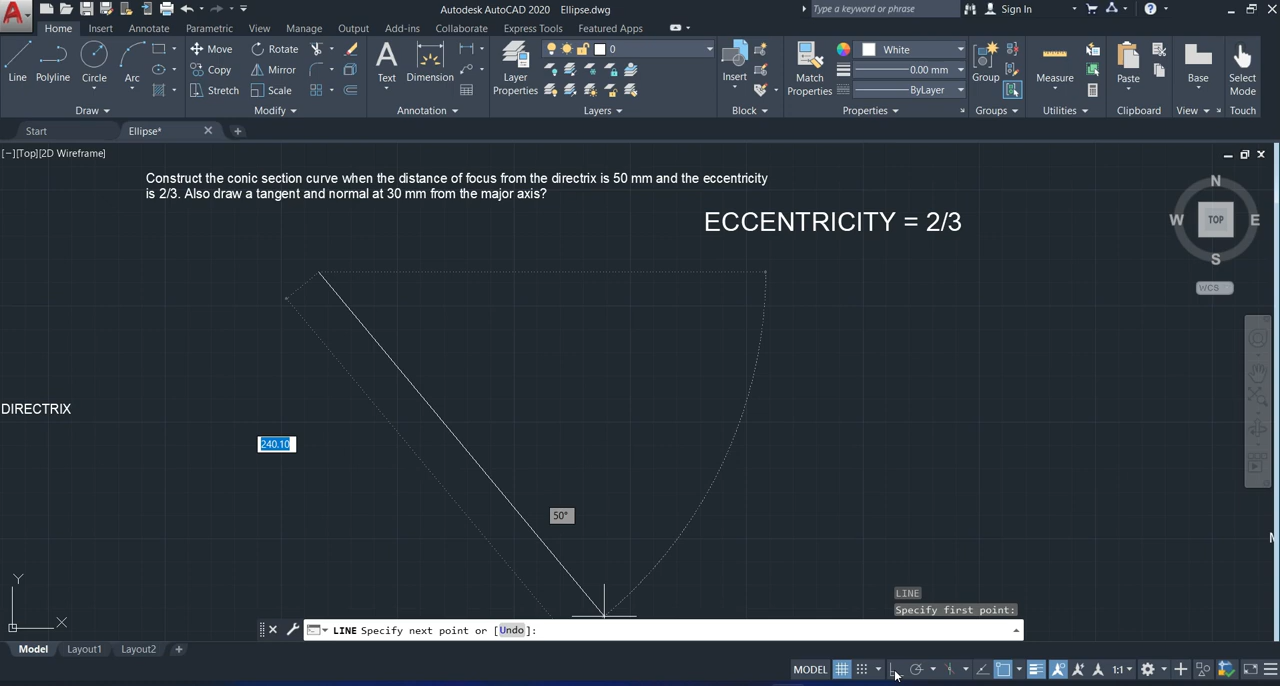 Autodesk AutoCAD 2020 Ellipse.dwg
Type a keyword or phrase
Sign In
Home Insert Annotate Parametric View Manage Output Add-ins Collaborate Express Tools Featured Apps
Line Polyline Circle Arc
Move Rotate
Copy Mirror
Stretch Scale
Text Dimension
Layer
Properties
0
Insert
Match
Properties
White
0.00 mm
ByLayer
Group
Measure
Paste
Base
Select
Mode
Draw Modify Annotation Layers Block Properties Groups Utilities Clipboard View Touch
Start Ellipse*
[−][Top][2D Wireframe]
Construct the conic section curve when the distance of focus from the directrix is 50 mm and the eccentricity
is 2/3. Also draw a tangent and normal at 30 mm from the major axis?
ECCENTRICITY = 2/3
N
W TOP E
S
WCS
DIRECTRIX
240.10
50°
M
Y
X
LINE
Specify first point:
LINE Specify next point or [Undo]:
Model Layout1 Layout2
MODEL 1:1